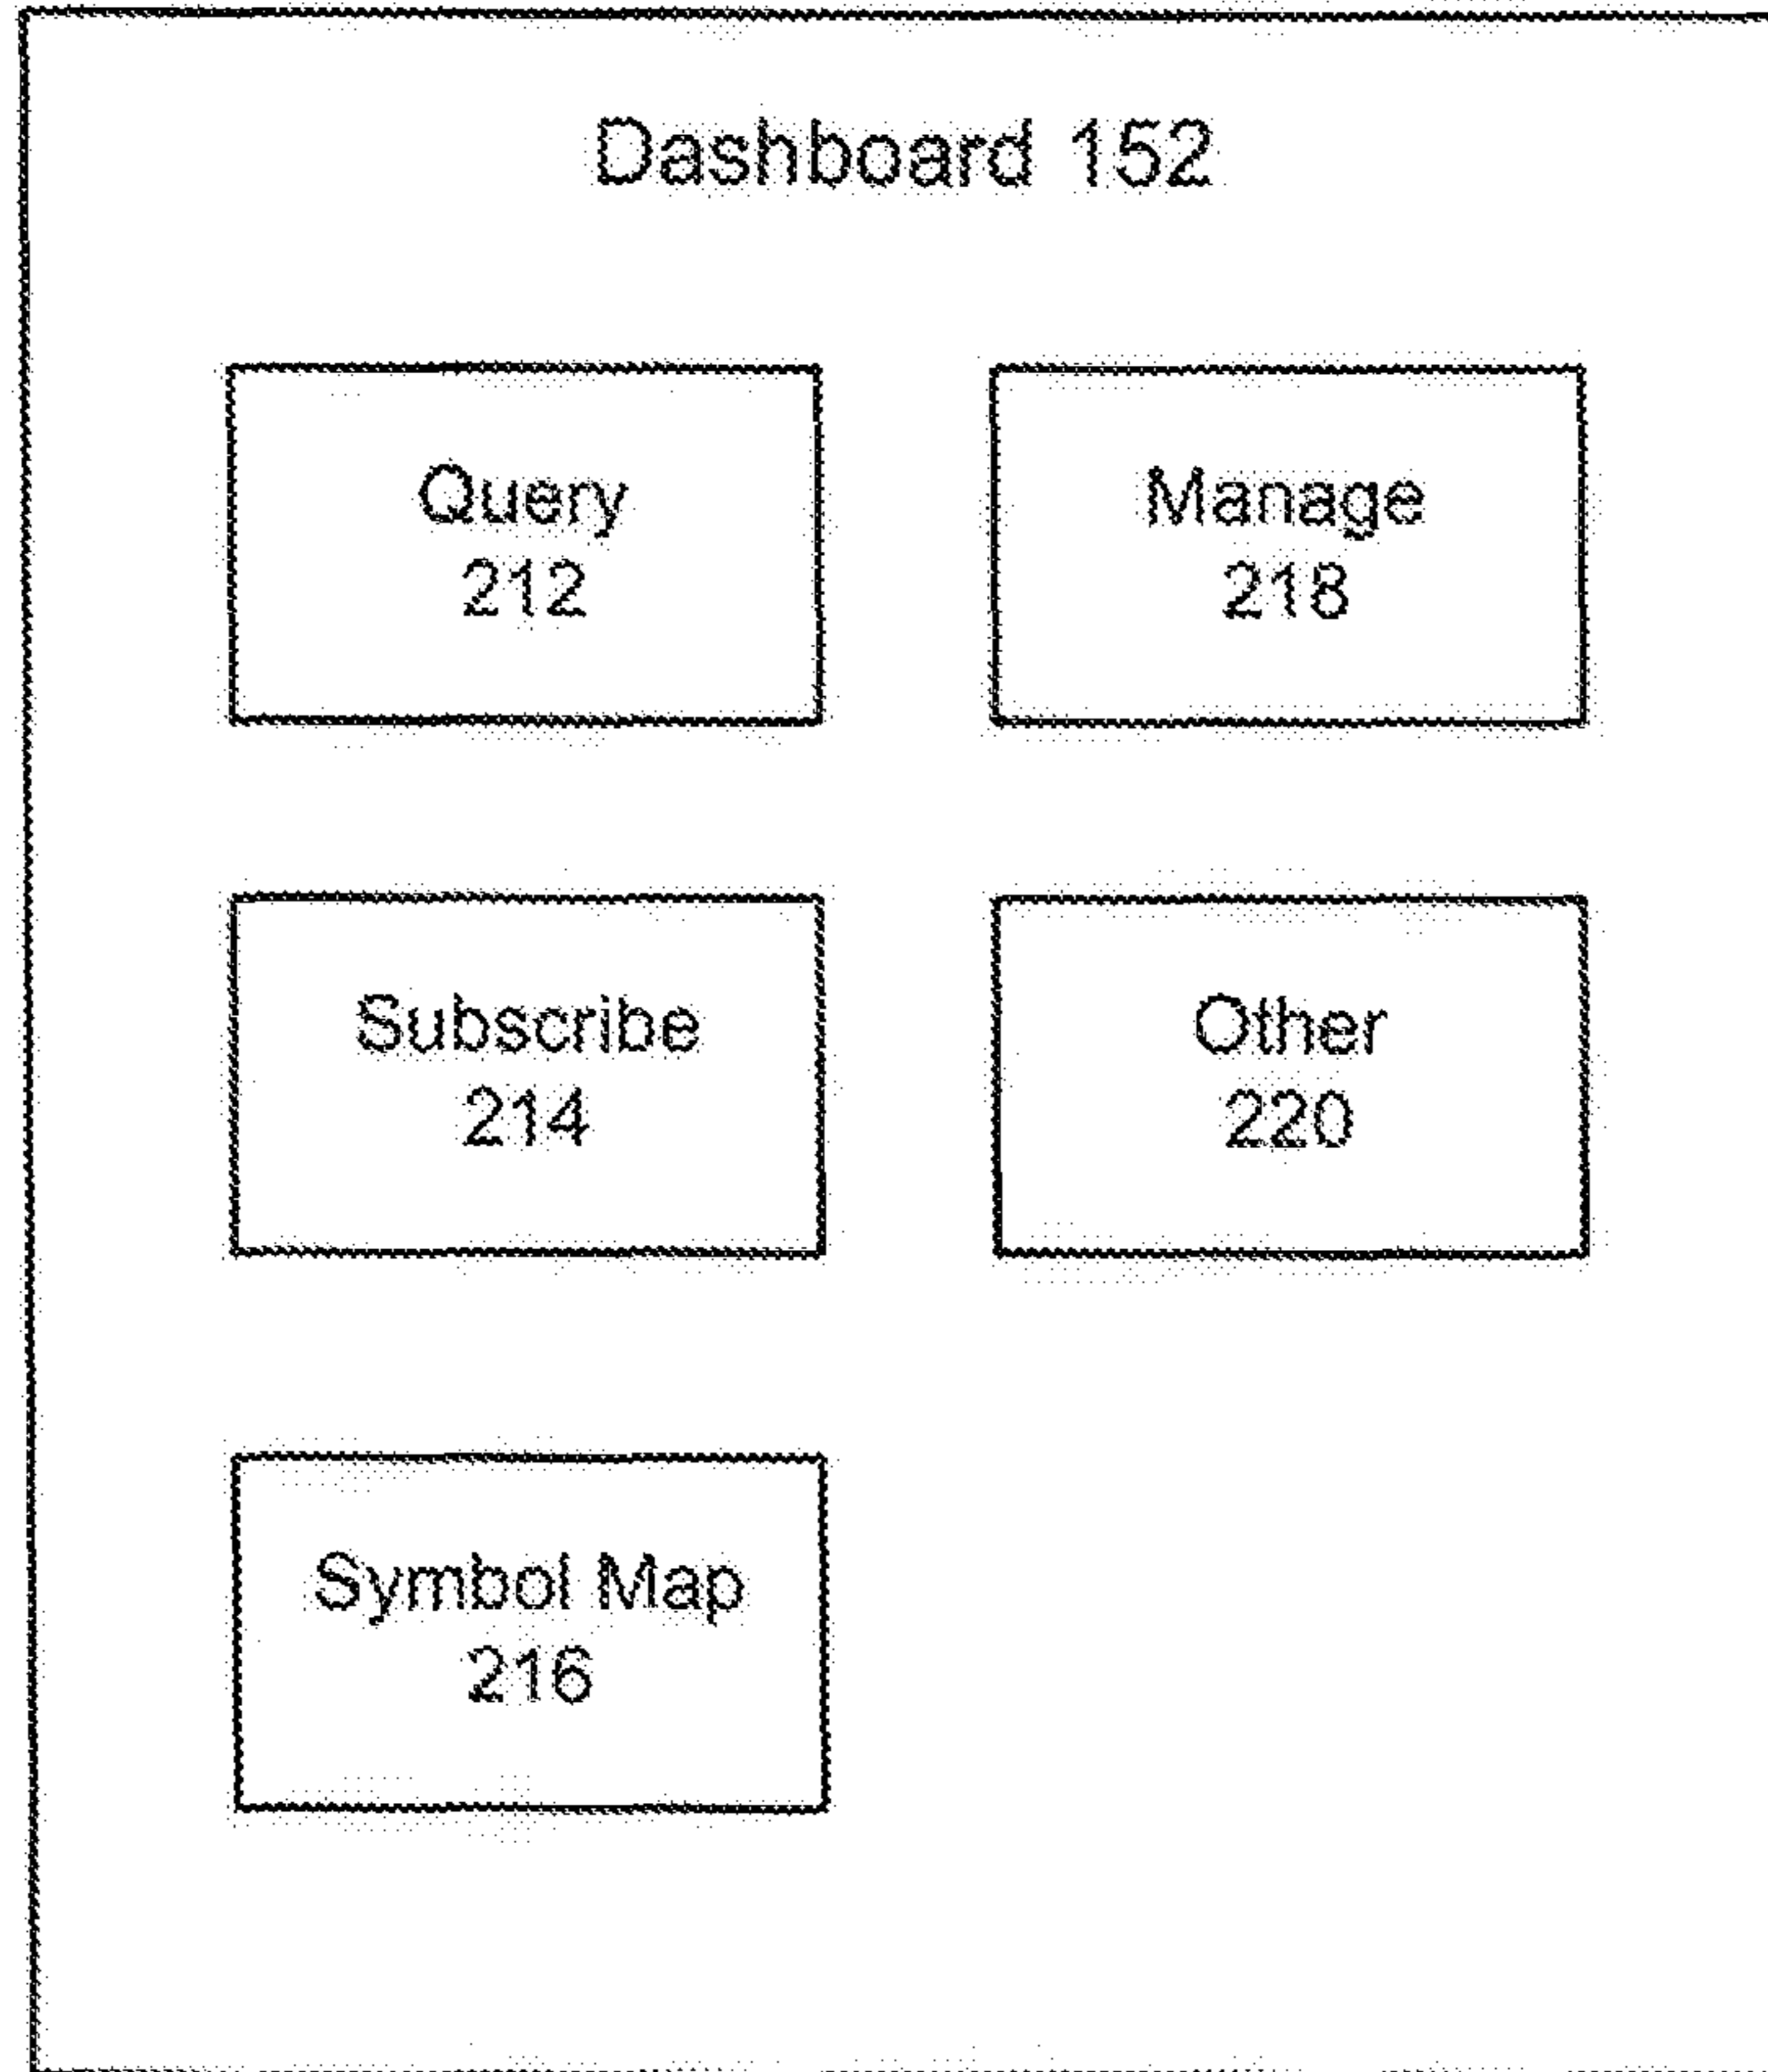 Dashboard 152
Query
212
Manage
218
Subscribe
214
Other
220
Symbol Map
216